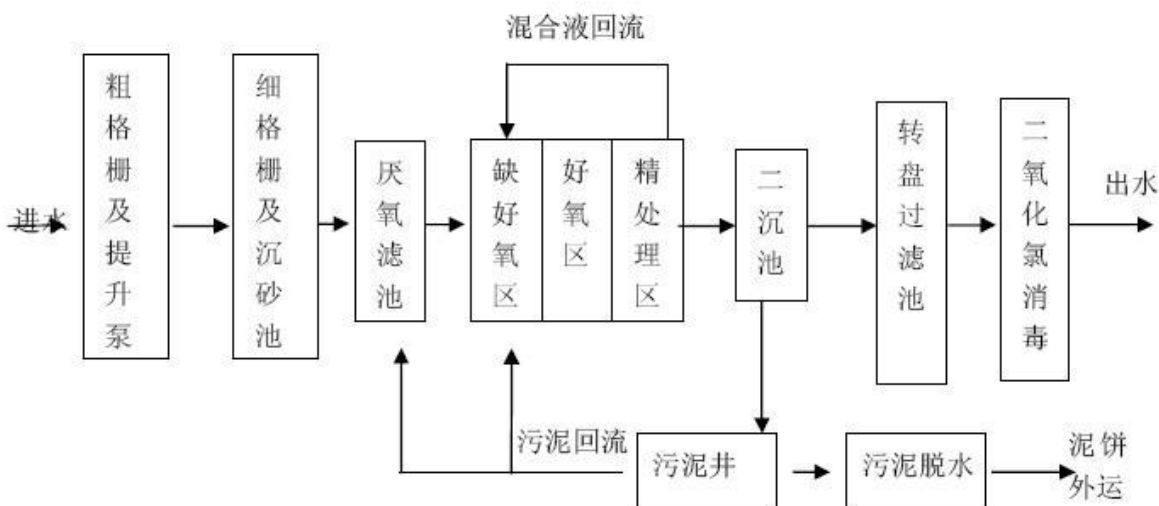 混合液回流
进水
粗格栅及提升泵
细格栅及沉砂池
厌氧滤池
缺好氧区
好氧区
精处理区
二沉池
转盘过滤池
二氧化氯消毒
出水
污泥回流
污泥井
污泥脱水
泥饼
外运